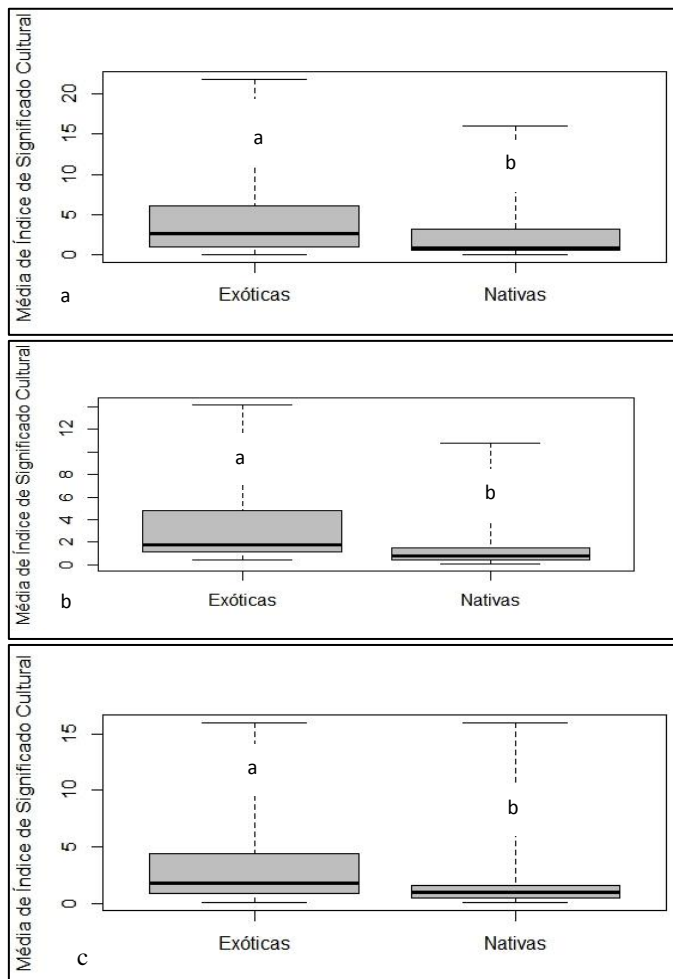 Média de Índice de Significado Cultural
20
15
10
5
0
a
b
Exóticas
Nativas
a
Média de Índice de Significado Cultural
12
8
6
4
2
0
a
b
Exóticas
Nativas
b
Média de Índice de Significado Cultural
15
10
5
0
a
b
Exóticas
Nativas
c